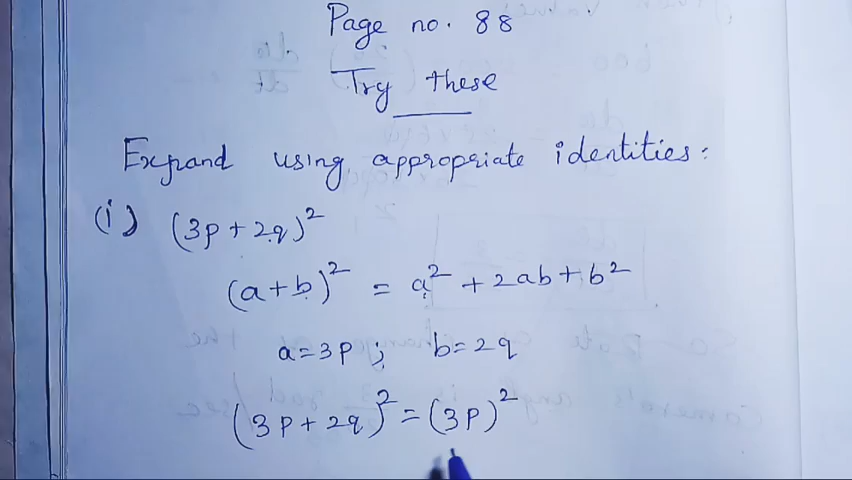 Page no. 88
Try these
Expand using appropriate identities:
(i) (3p + 2q)²
(a+b)² = a² + 2ab + b²
a = 3p ; b = 2q
(3p + 2q)² = (3p)²